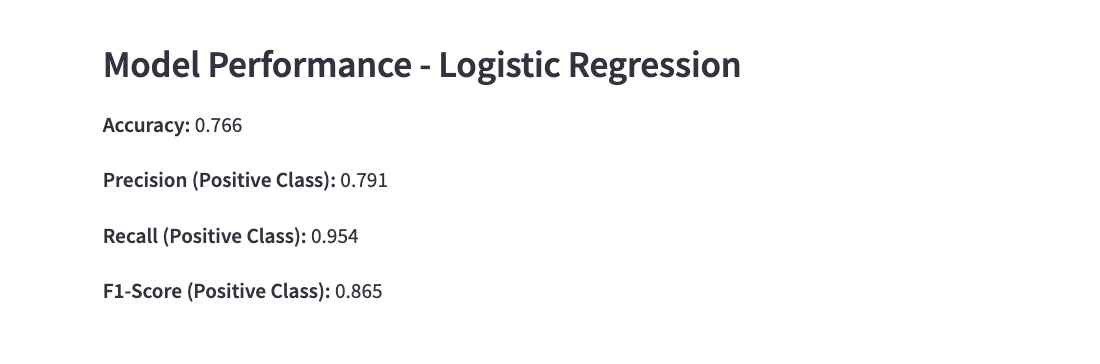 Model Performance - Logistic Regression
Accuracy: 0.766
Precision (Positive Class): 0.791
Recall (Positive Class): 0.954
F1-Score (Positive Class): 0.865